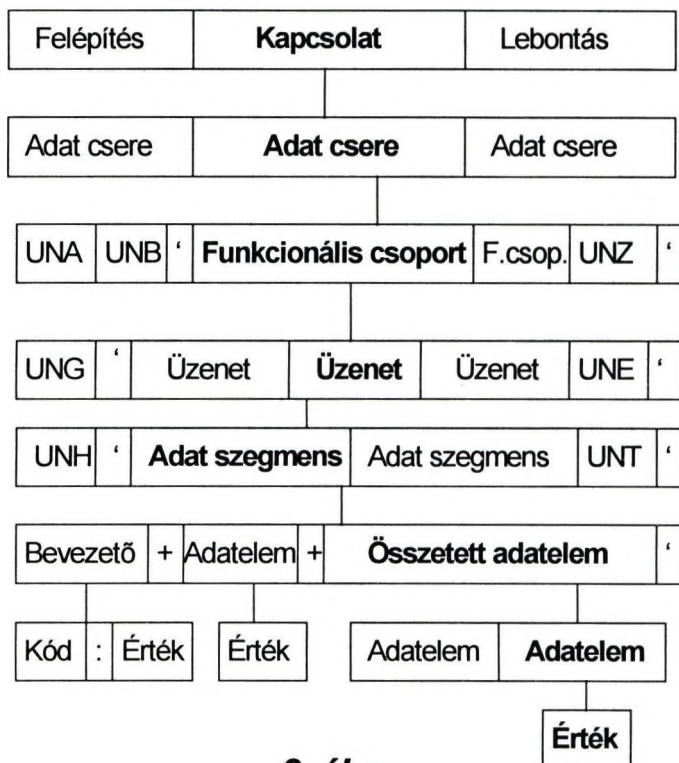 Felépítés Kapcsolat Lebontás
Adat csere Adat csere Adat csere
UNA UNB ‘ Funkcionális csoport F.csop. UNZ ‘
UNG ‘ Üzenet Üzenet Üzenet UNE ‘
UNH ‘ Adat szegmens Adat szegmens UNT ‘
Bevezetõ + Adatelem + Összetett adatelem ‘
Kód : Érték Érték Adatelem Adatelem
Érték